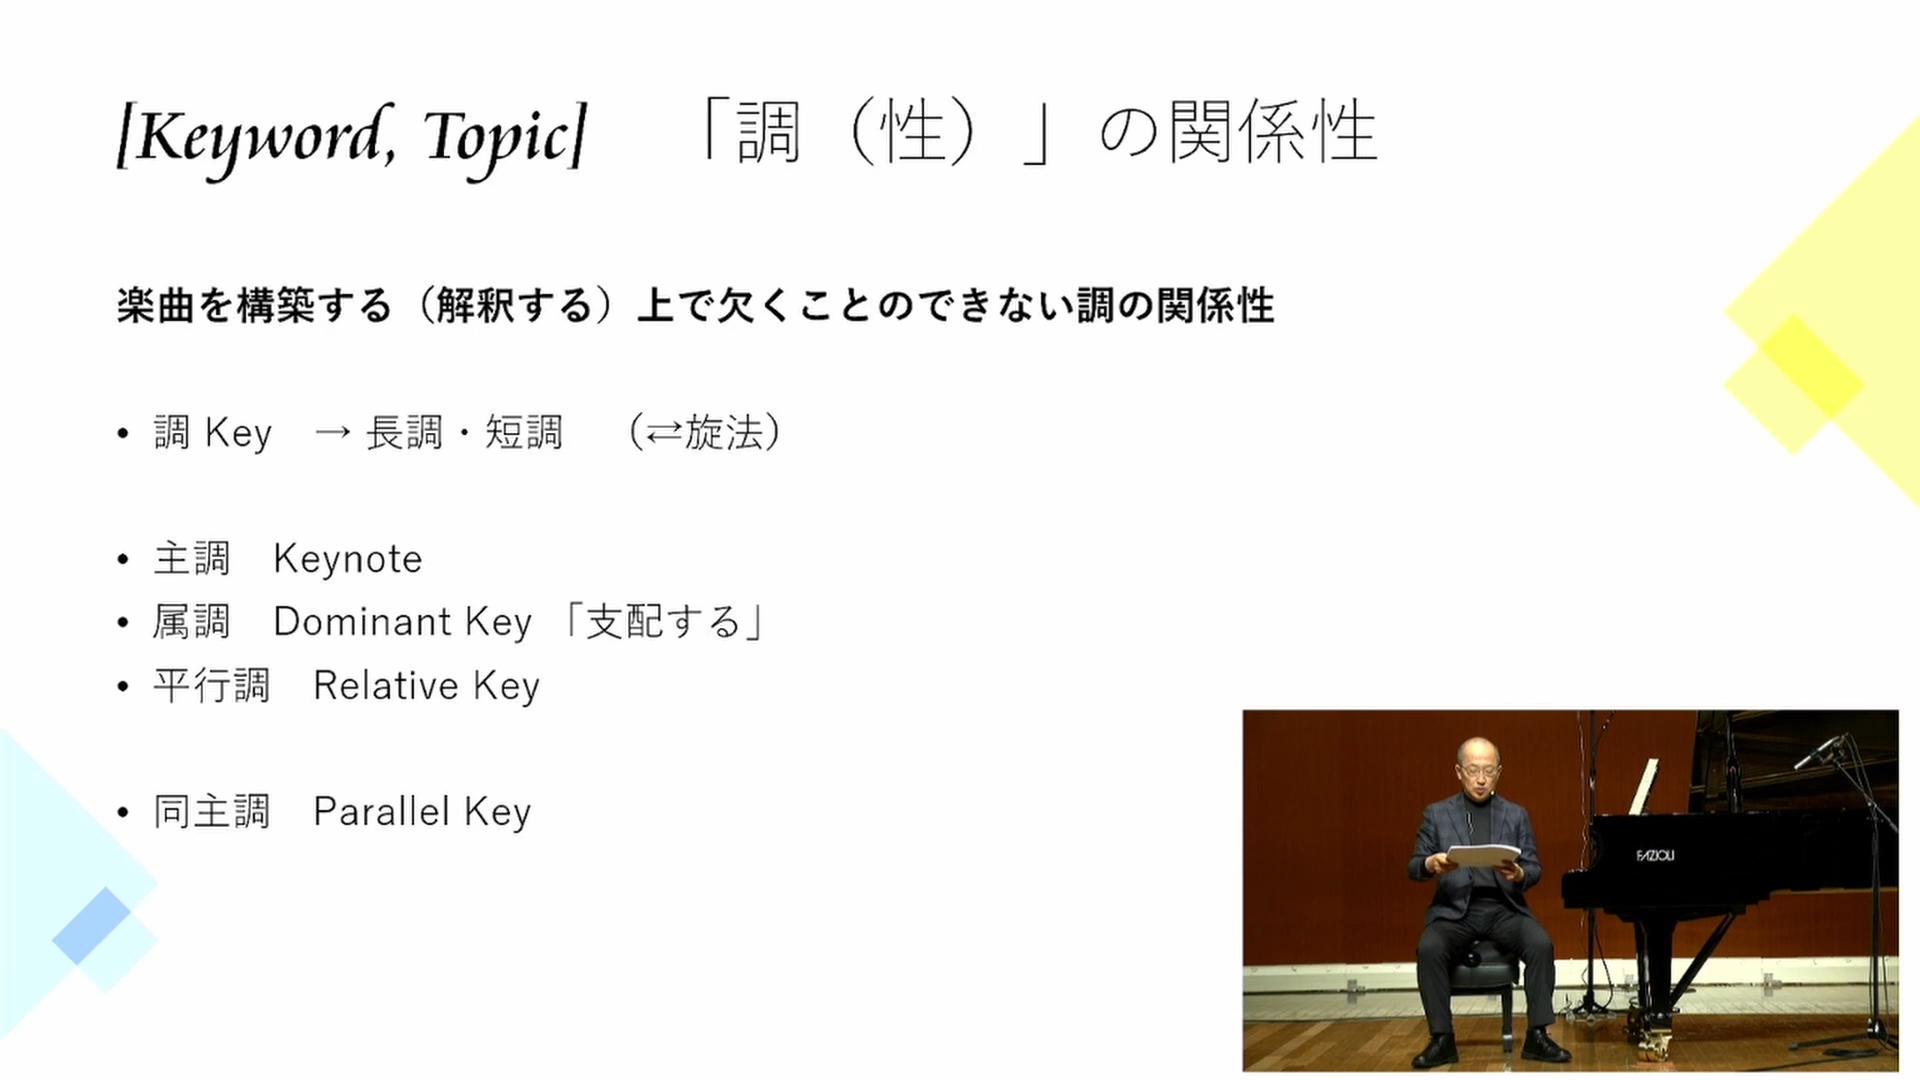 [Keyword, Topic] 「調（性）」の関係性
楽曲を構築する（解釈する）上で欠くことのできない調の関係性
• 調 Key → 長調・短調 （⇄旋法）
• 主調 Keynote
• 属調 Dominant Key 「支配する」
• 平行調 Relative Key
• 同主調 Parallel Key
FAZIOLI